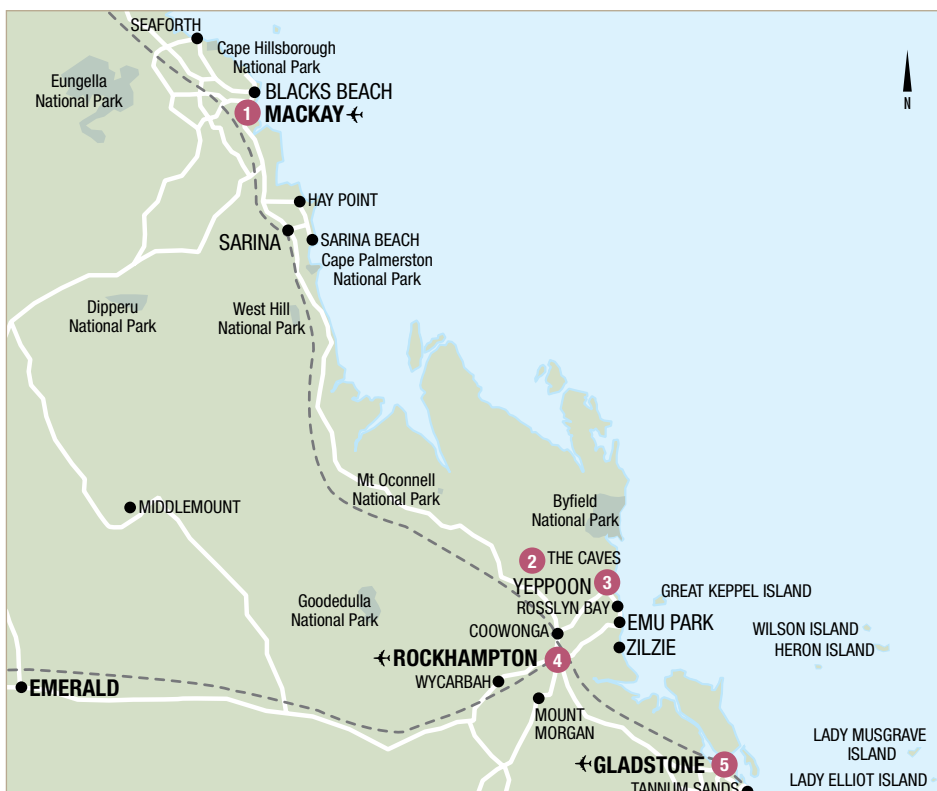 SEAFORTH
Cape Hillsborough
National Park
Eungella
National Park
BLACKS BEACH
1
MACKAY
N
HAY POINT
SARINA
SARINA BEACH
Cape Palmerston
National Park
Dipperu
National Park
West Hill
National Park
Mt Oconnell
National Park
MIDDLEMOUNT
Byfield
National Park
2
THE CAVES
YEPPOON
3
GREAT KEPPEL ISLAND
Goodedulla
National Park
ROSSLYN BAY
EMU PARK
COOWONGA
WILSON ISLAND
HERON ISLAND
ZILZIE
ROCKHAMPTON
4
WYCARBAH
EMERALD
MOUNT
MORGAN
LADY MUSGRAVE
ISLAND
GLADSTONE
5
LADY ELLIOT ISLAND
TANNUM SANDS